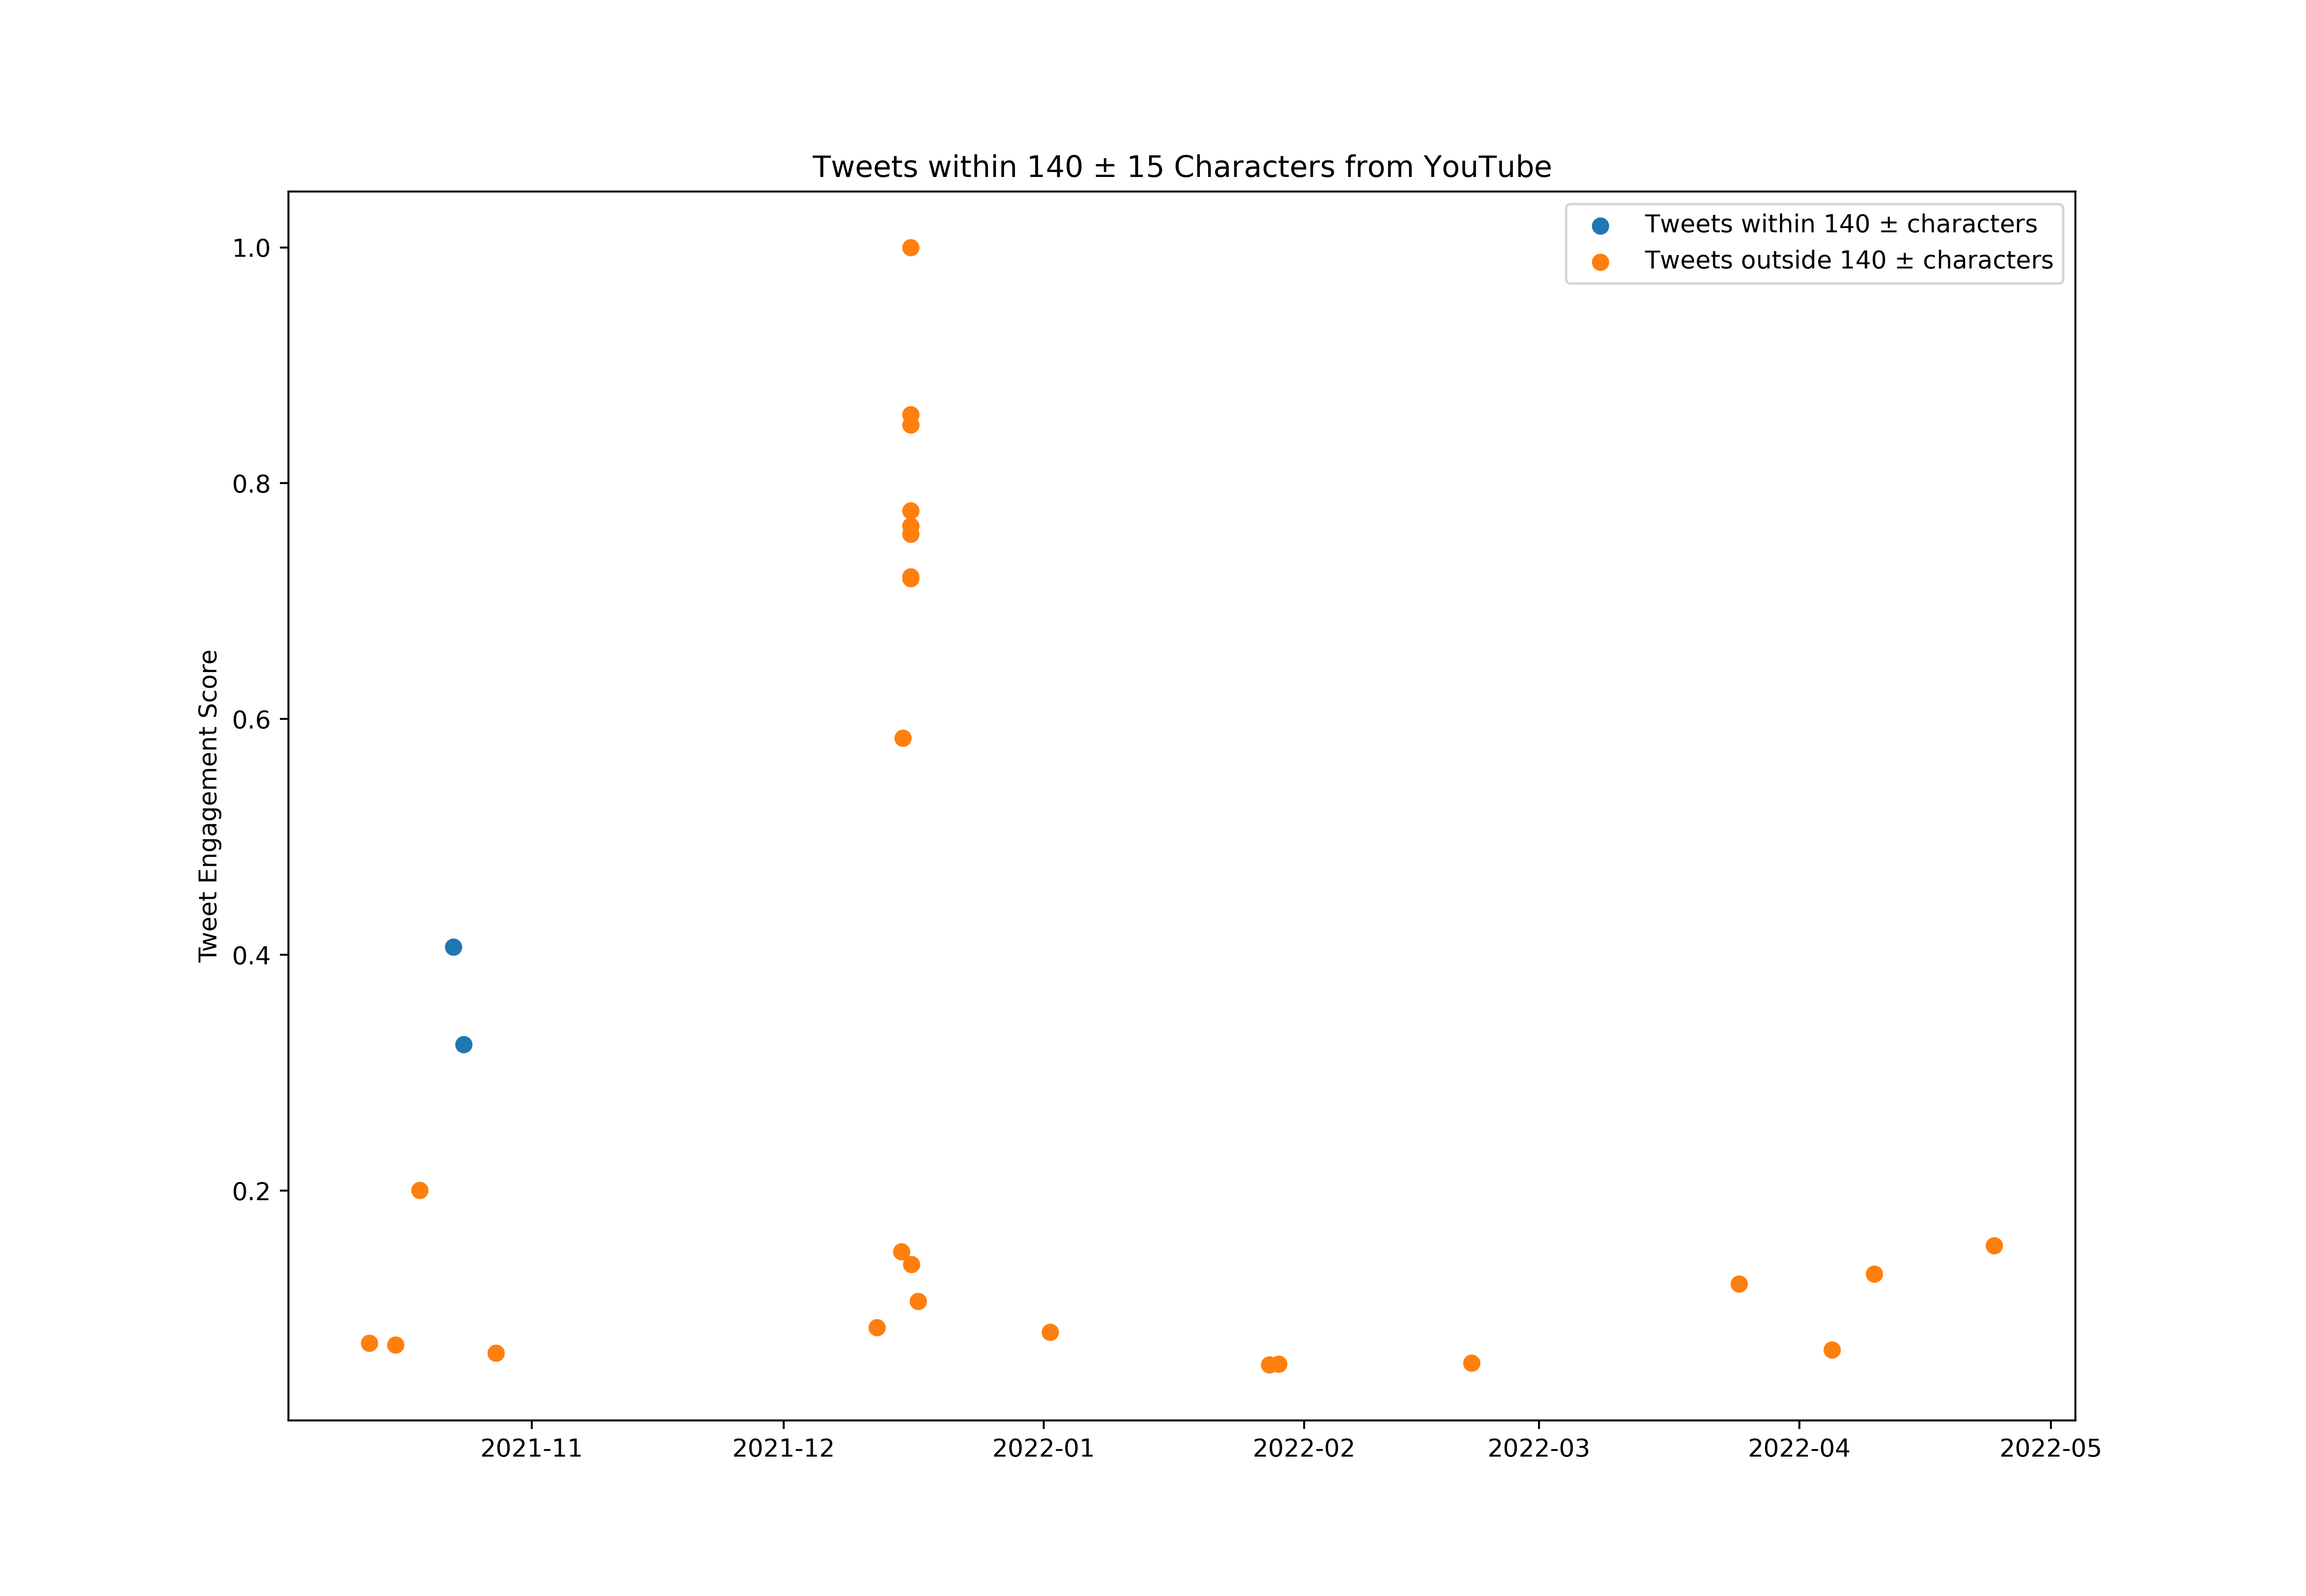 Tweets within 140 ± 15 Characters from YouTube
Tweets within 140 ± characters
Tweets outside 140 ± characters
Tweet Engagement Score
1.0
0.8
0.6
0.4
0.2
2021-11 2021-12 2022-01 2022-02 2022-03 2022-04 2022-05